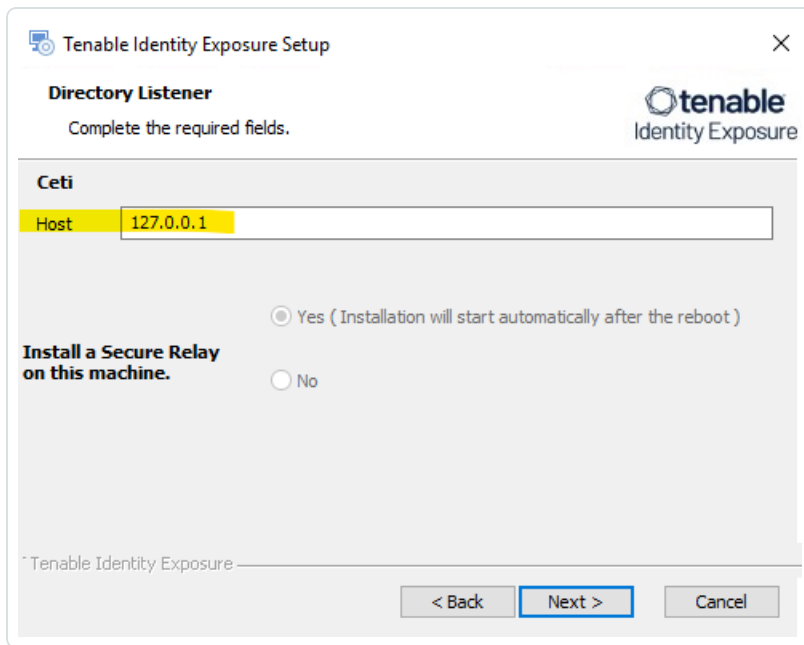 Tenable Identity Exposure Setup
Directory Listener
Complete the required fields.
tenable
Identity Exposure
Ceti
Host 127.0.0.1
Yes ( Installation will start automatically after the reboot )
Install a Secure Relay
on this machine.
No
Tenable Identity Exposure
< Back Next > Cancel